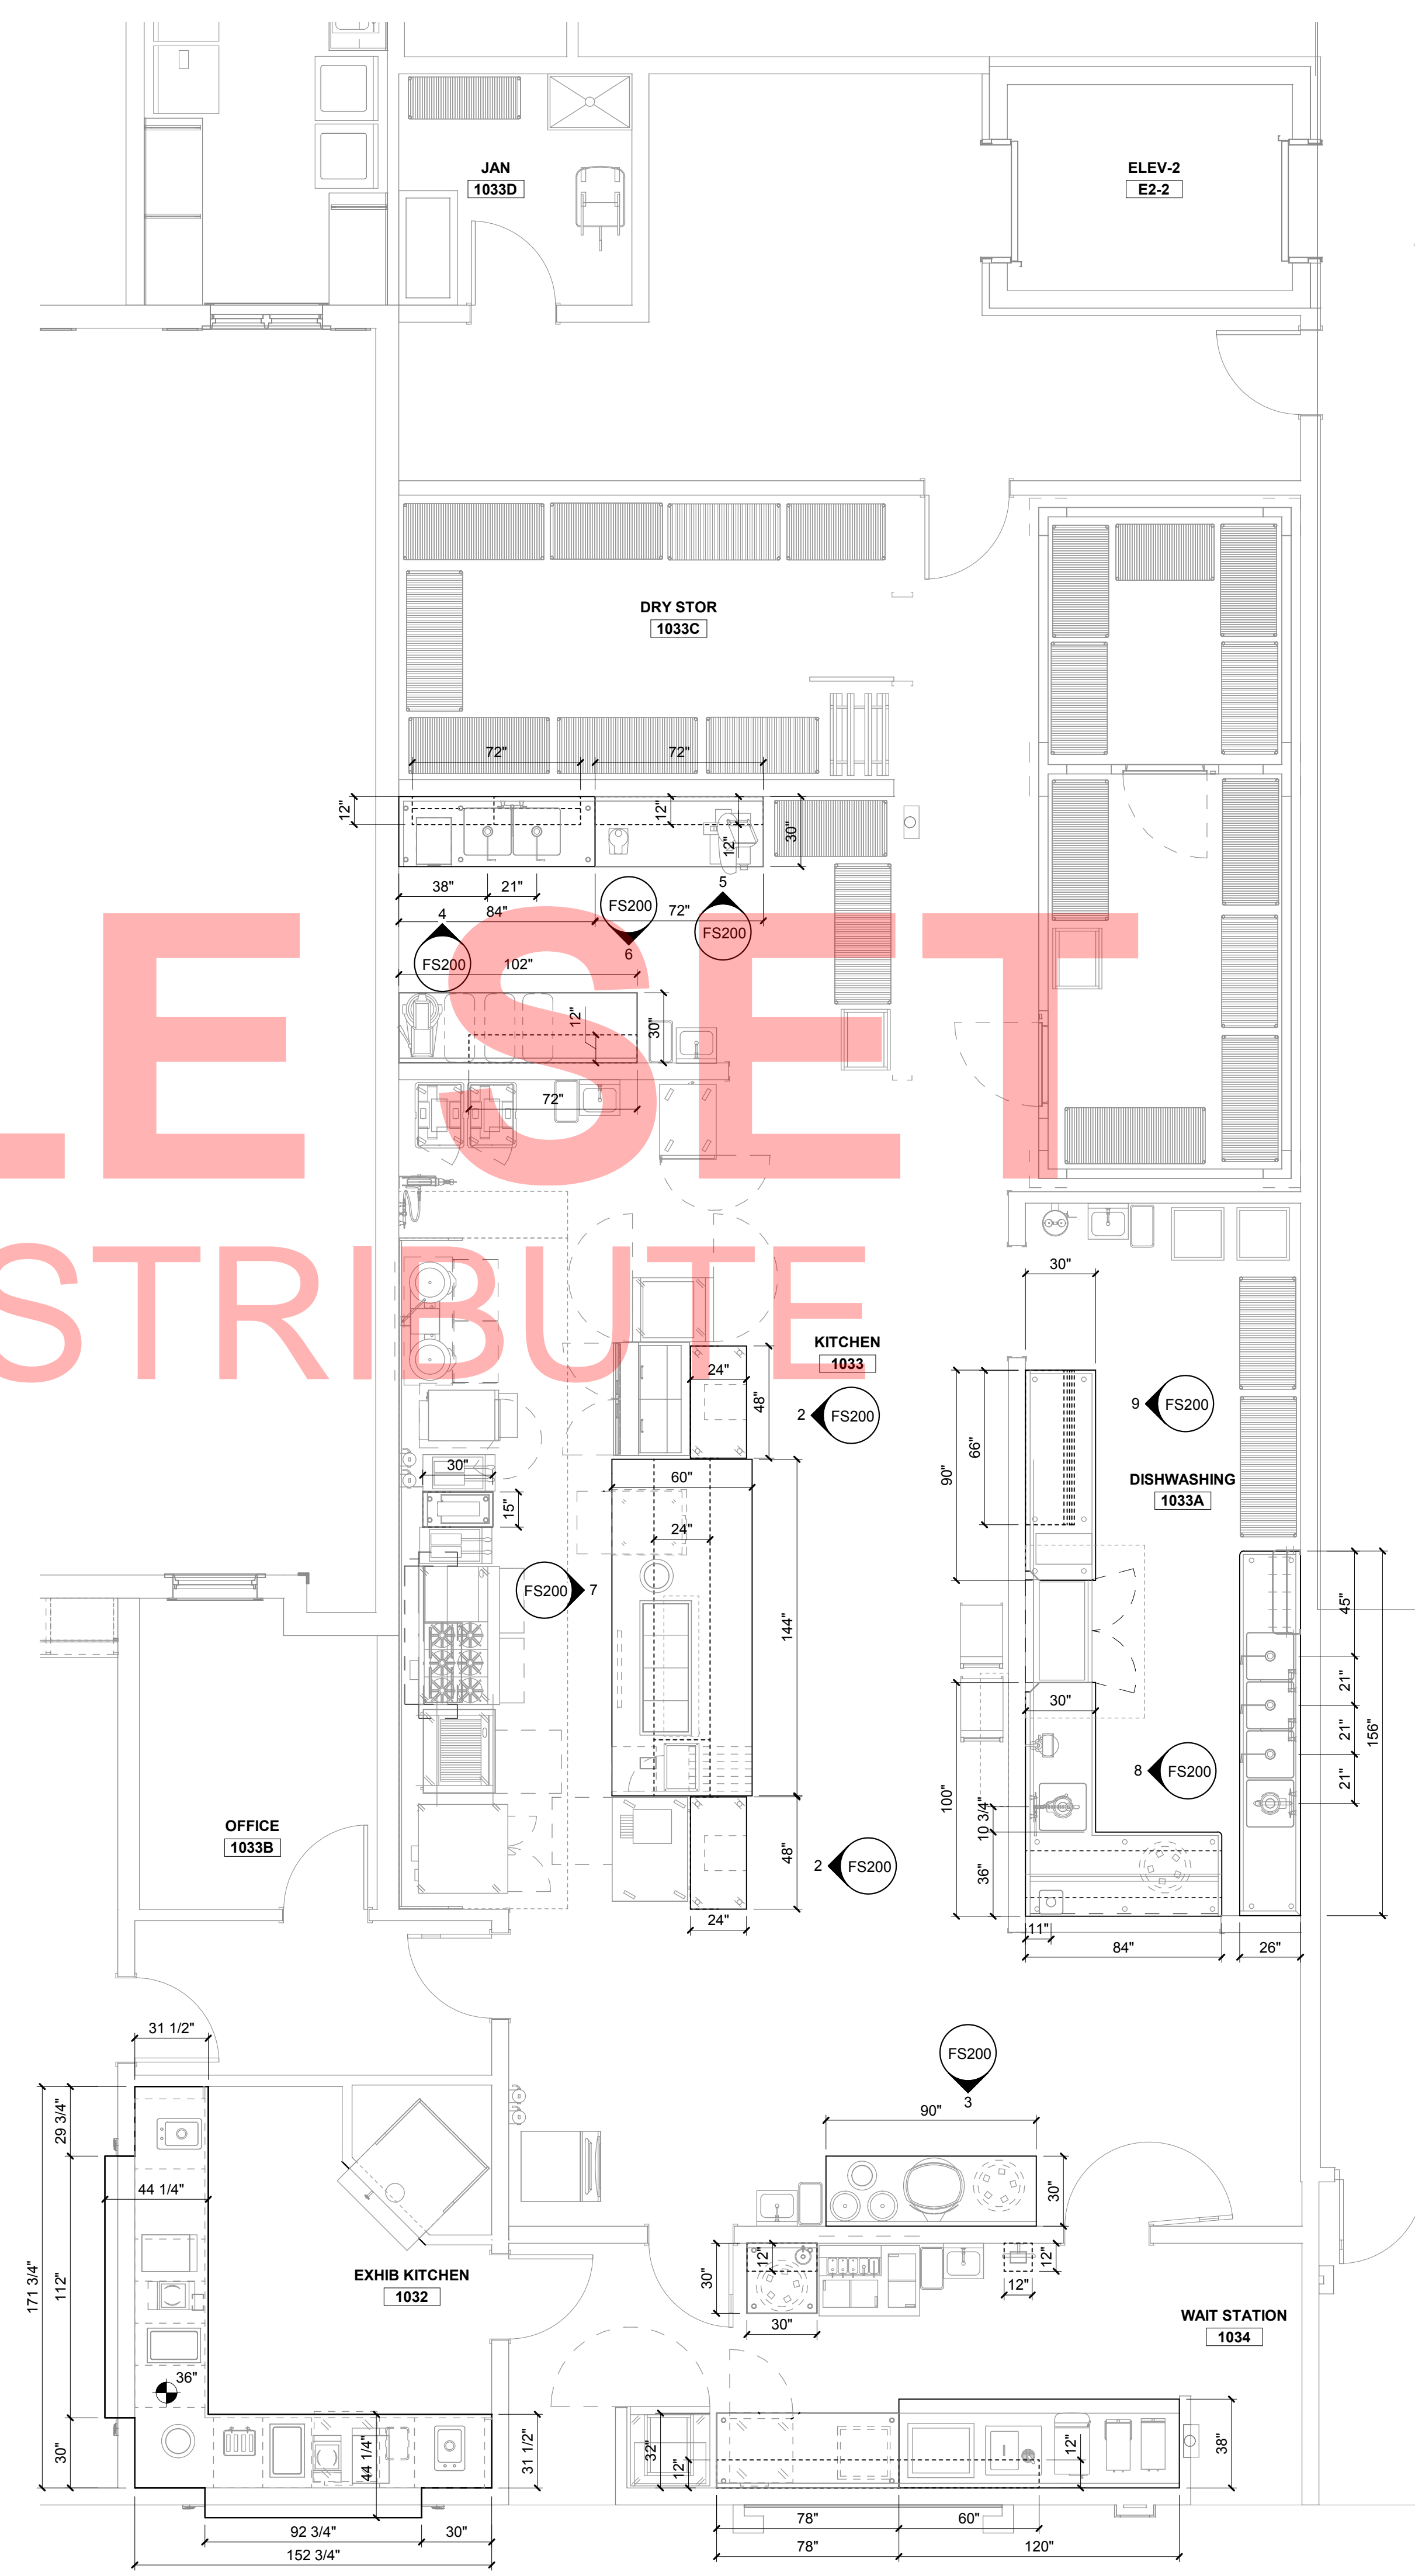 JAN
1033D
ELEV-2
E2-2
DRY STOR
1033C
72" 72"
12" 12" 12" 30"
38" 21"
84" 72"
4 FS200
FS200 6
5 FS200
102"
12" 30"
72"
LE SET
STRIBUTE
KITCHEN
1033
24" 48"
2 FS200
30"
15"
60"
24"
144"
FS200 7
48"
24"
2 FS200
30"
90" 66"
9 FS200
DISHWASHING
1033A
30"
100"
10 3/4"
36"
11"
84"
8 FS200
45"
21"
21"
21"
156"
26"
OFFICE
1033B
31 1/2"
29 3/4"
44 1/4"
171 3/4"
112"
30"
EXHIB KITCHEN
1032
36"
44 1/4"
31 1/2"
92 3/4" 30"
152 3/4"
FS200
3
90"
30"
12"
30"
30"
12"
12"
WAIT STATION
1034
32"
12"
12"
38"
78" 60"
78" 120"